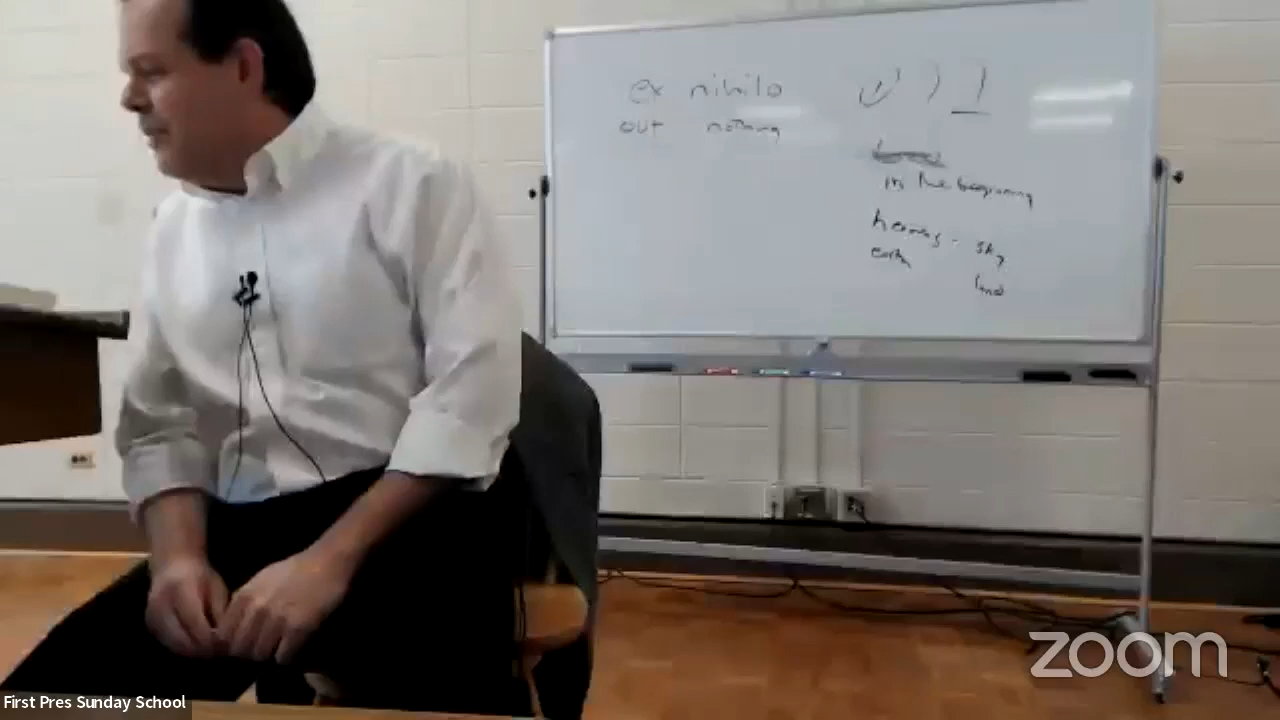 ex nihilo
out nothing
in the beginning
heavens - sky
earth
land
zoom
First Pres Sunday School